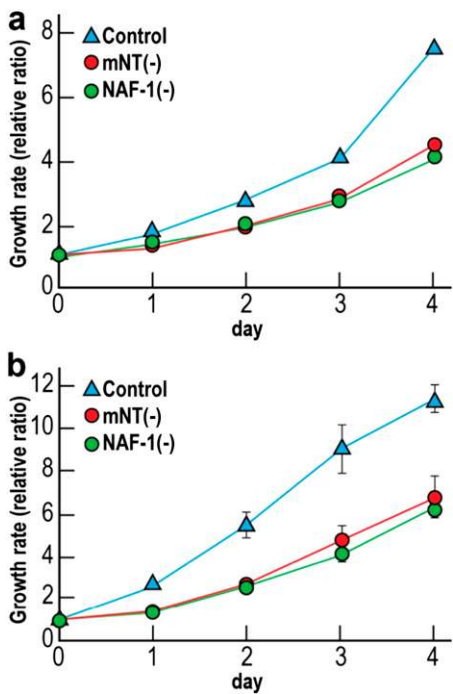 a
Growth rate (relative ratio)
8
6
4
2
0
Control
mNT(-)
NAF-1(-)
0 1 2 3 4
day
b
Growth rate (relative ratio)
12
10
8
6
4
2
0
Control
mNT(-)
NAF-1(-)
0 1 2 3 4
day